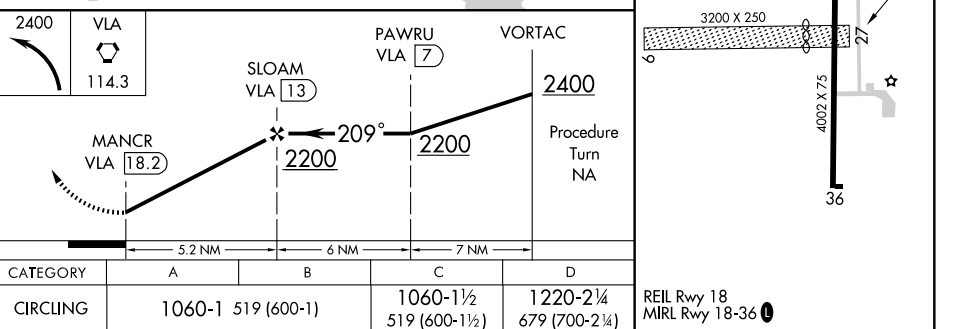 2400
VLA
114.3
MANCR
VLA 18.2
SLOAM
VLA 13
2200
209°
PAWRU
VLA 7
2200
VORTAC
2400
Procedure
Turn
NA
5.2 NM
6 NM
7 NM
CATEGORY A B C D
CIRCLING 1060-1 519 (600-1) 1060-1½ 519 (600-1½) 1220-2¼ 679 (700-2¼)
3200 X 250
9
27
4002 X 75
36
REIL Rwy 18
MIRL Rwy 18-36 L